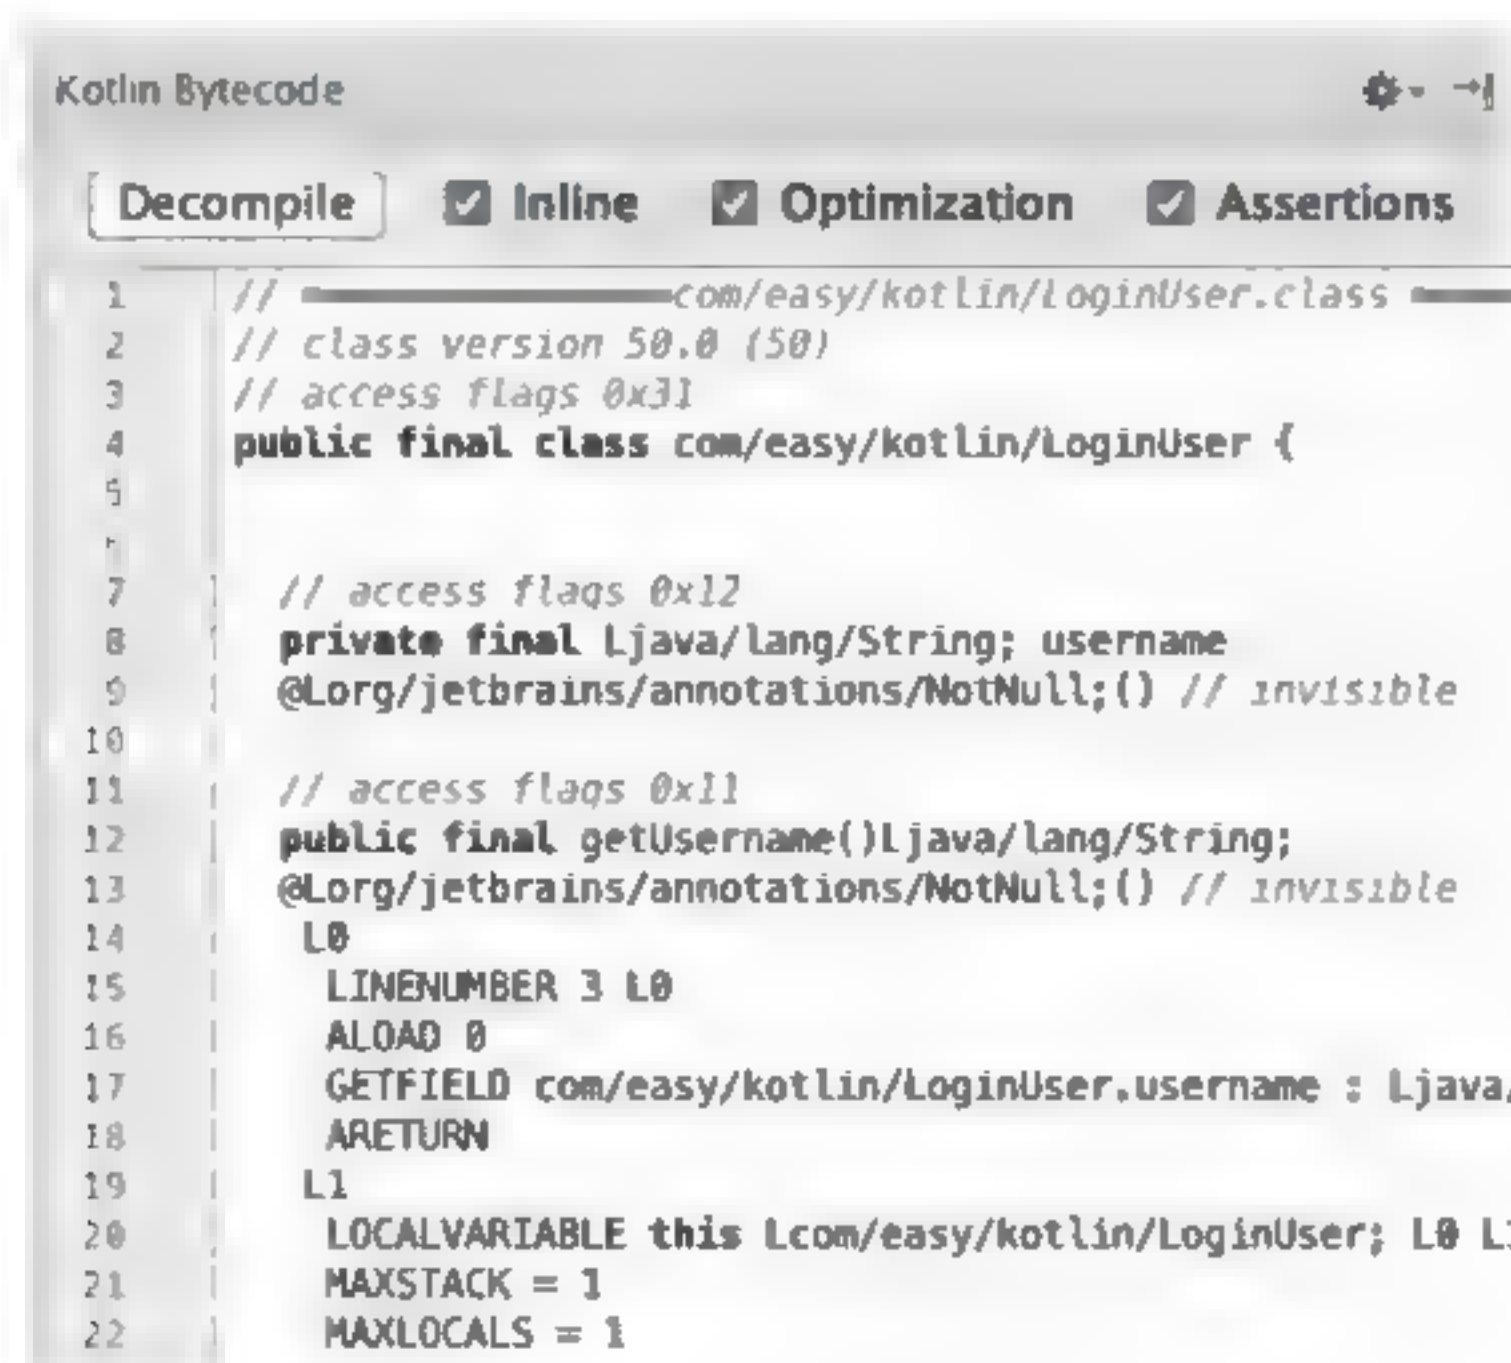 Kotlin Bytecode
Decompile Inline Optimization Assertions
1 // ================com/easy/kotlin/LoginUser.class =====
2 // class version 50.0 (50)
3 // access flags 0x31
4 public final class com/easy/kotlin/LoginUser {
5
7 // access flags 0x12
8 private final Ljava/lang/String; username
9 @Lorg/jetbrains/annotations/NotNull;() // invisible
10
11 // access flags 0x11
12 public final getUsername()Ljava/lang/String;
13 @Lorg/jetbrains/annotations/NotNull;() // invisible
14 L0
15 LINENUMBER 3 L0
16 ALOAD 0
17 GETFIELD com/easy/kotlin/LoginUser.username : Ljava/
18 ARETURN
19 L1
20 LOCALVARIABLE this Lcom/easy/kotlin/LoginUser; L0 L1
21 MAXSTACK = 1
22 MAXLOCALS = 1